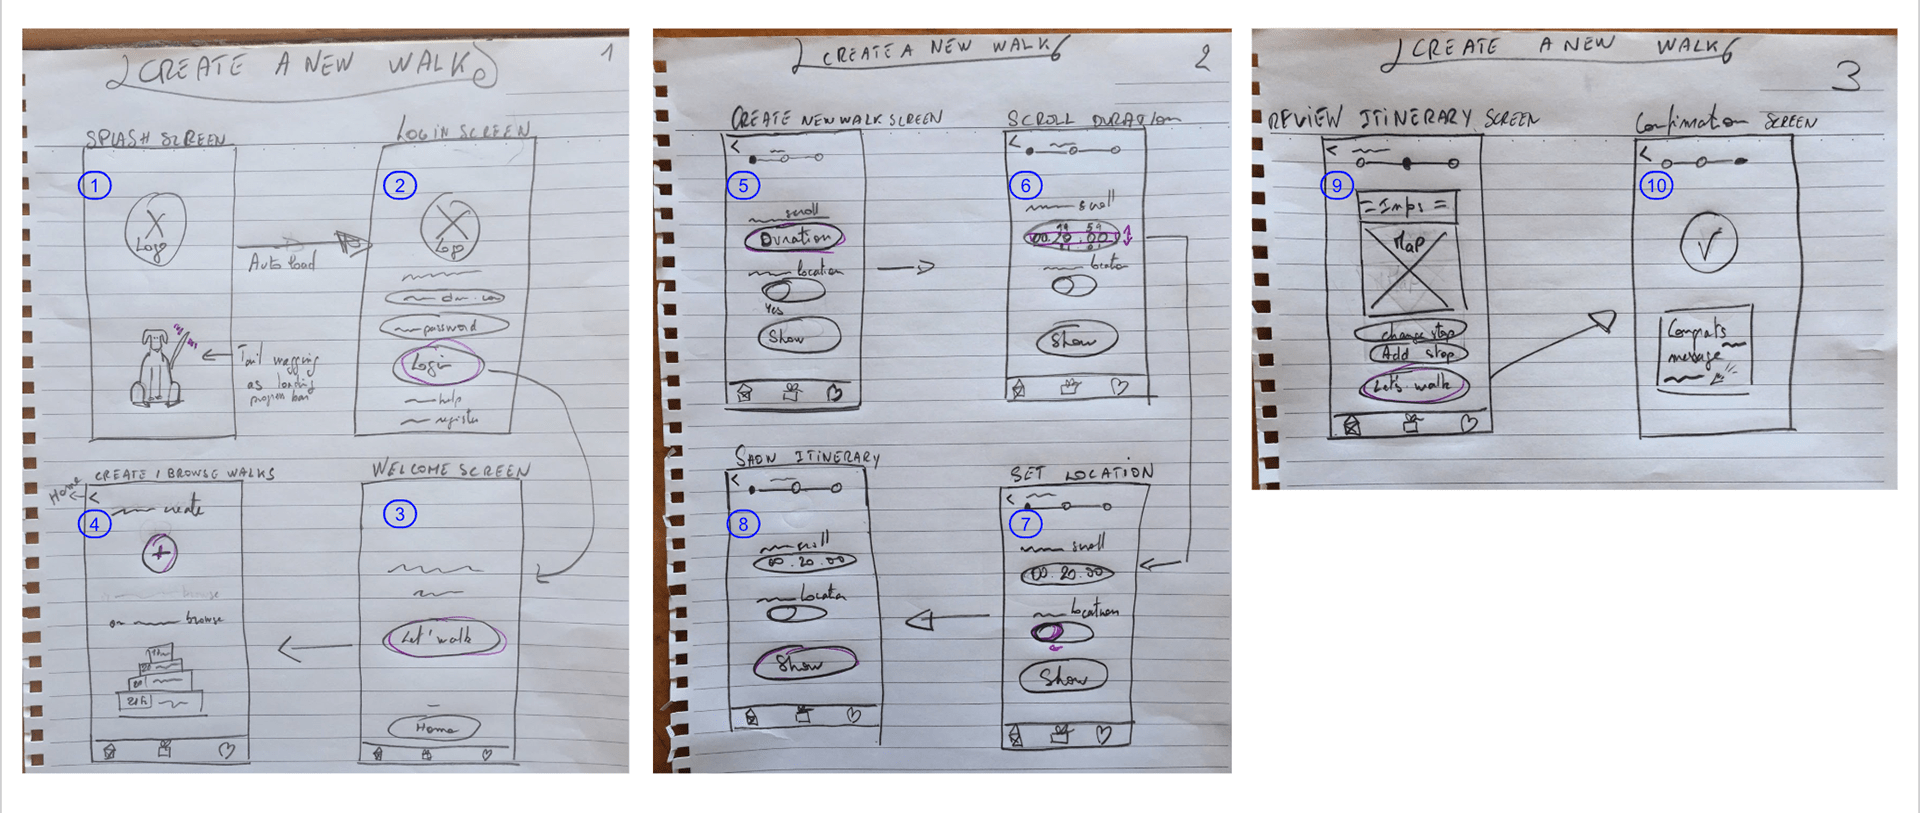 CREATE A NEW WALK
1
SPLASH SCREEN
LOGIN SCREEN
1
2
Logo
Logo
Auto load
password
Login
Tail wagging
as loading
progress bar
help
register
CREATE / BROWSE WALKS
WELCOME SCREEN
Home
create
4
3
+
browse
or browse
Let' walk
Home
CREATE A NEW WALK
2
CREATE NEW WALK SCREEN
SCROLL DURATION
5
6
scroll
scroll
Duration
00.20.00
location
location
Yes
Show
Show
SHOW ITINERARY
SET LOCATION
8
7
scroll
scroll
00.20.00
00.20.00
location
location
Show
Show
CREATE A NEW WALK
3
REVIEW ITINERARY SCREEN
Confirmation SCREEN
9
10
Map
change stop
Add stop
Let's walk
Congrats
message